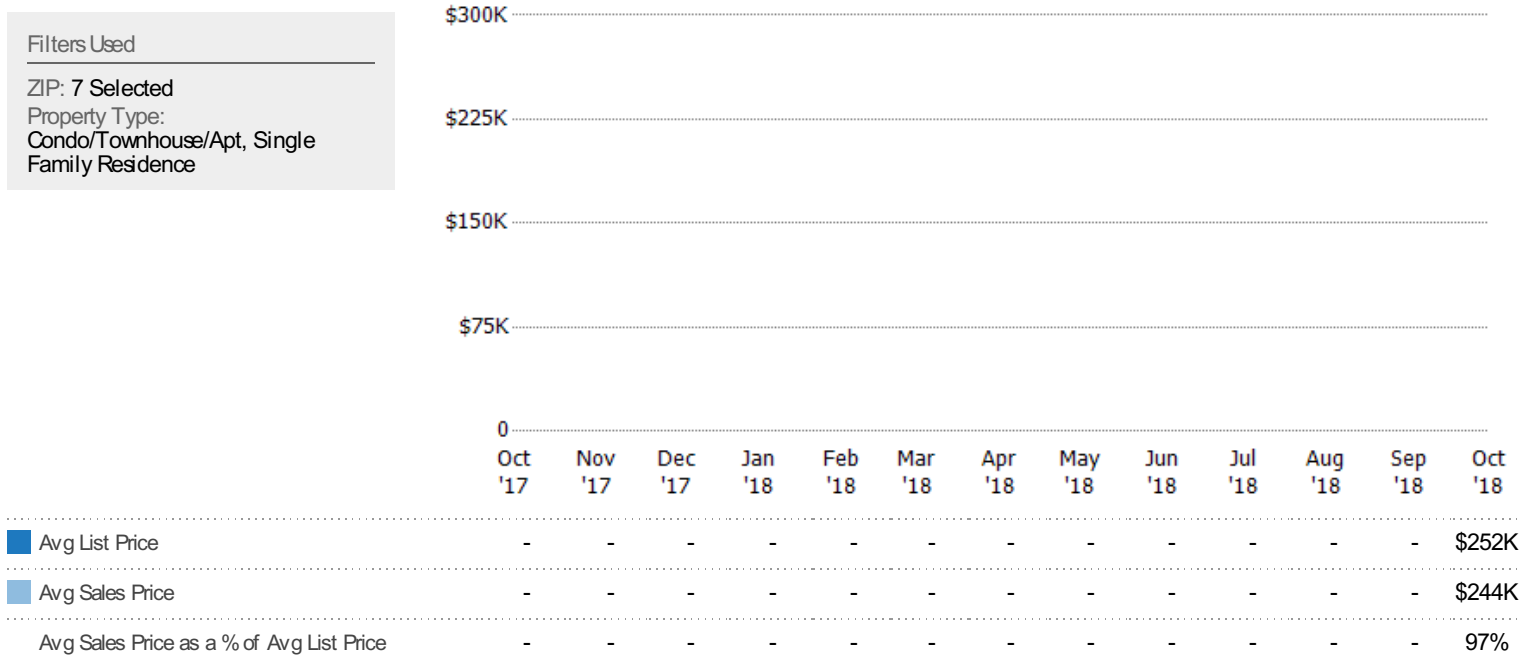 Filters Used
ZIP: 7 Selected
Property Type:
Condo/Townhouse/Apt, Single
Family Residence
$300K
$225K
$150K
$75K
0
Oct Nov Dec Jan Feb Mar Apr May Jun Jul Aug Sep Oct
'17 '17 '17 '18 '18 '18 '18 '18 '18 '18 '18 '18 '18
Avg List Price - - - - - - - - - - - - $252K
Avg Sales Price - - - - - - - - - - - - $244K
Avg Sales Price as a % of Avg List Price - - - - - - - - - - - - 97%